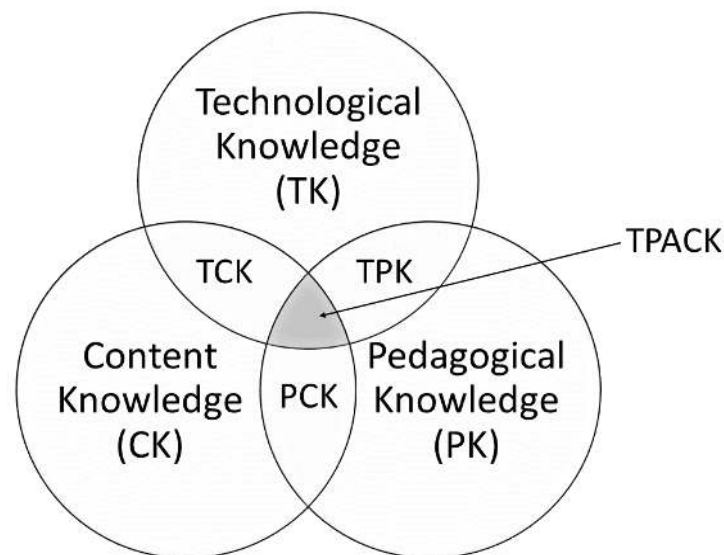 Technological
Knowledge
(TK)
TCK
TPK
TPACK
Content
Knowledge
(CK)
PCK
Pedagogical
Knowledge
(PK)